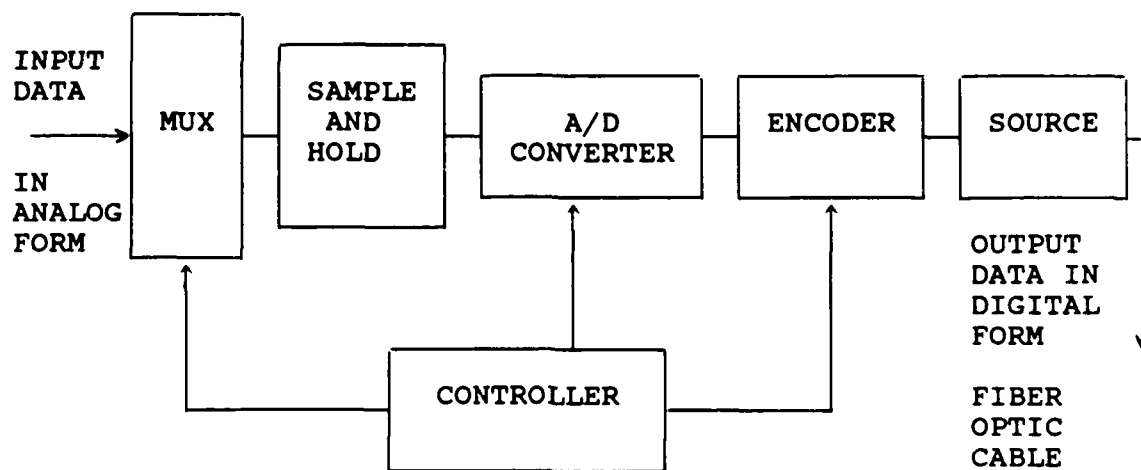 INPUT
DATA
IN
ANALOG
FORM
MUX
SAMPLE
AND
HOLD
A/D
CONVERTER
ENCODER
SOURCE
OUTPUT
DATA IN
DIGITAL
FORM
FIBER
OPTIC
CABLE
CONTROLLER